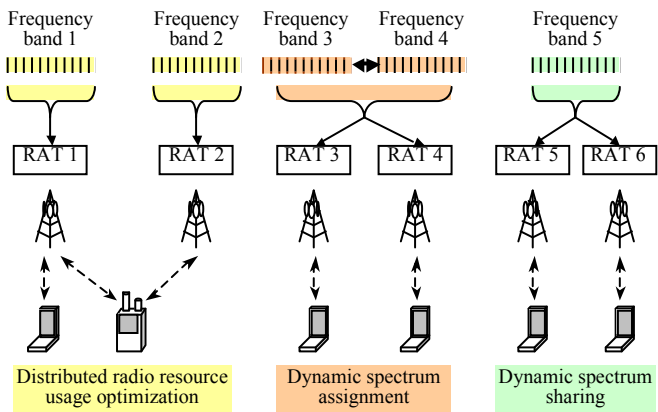 Frequency band 1
Frequency band 2
Frequency band 3
Frequency band 4
Frequency band 5
RAT 1
RAT 2
RAT 3
RAT 4
RAT 5
RAT 6
Distributed radio resource
usage optimization
Dynamic spectrum
assignment
Dynamic spectrum
sharing